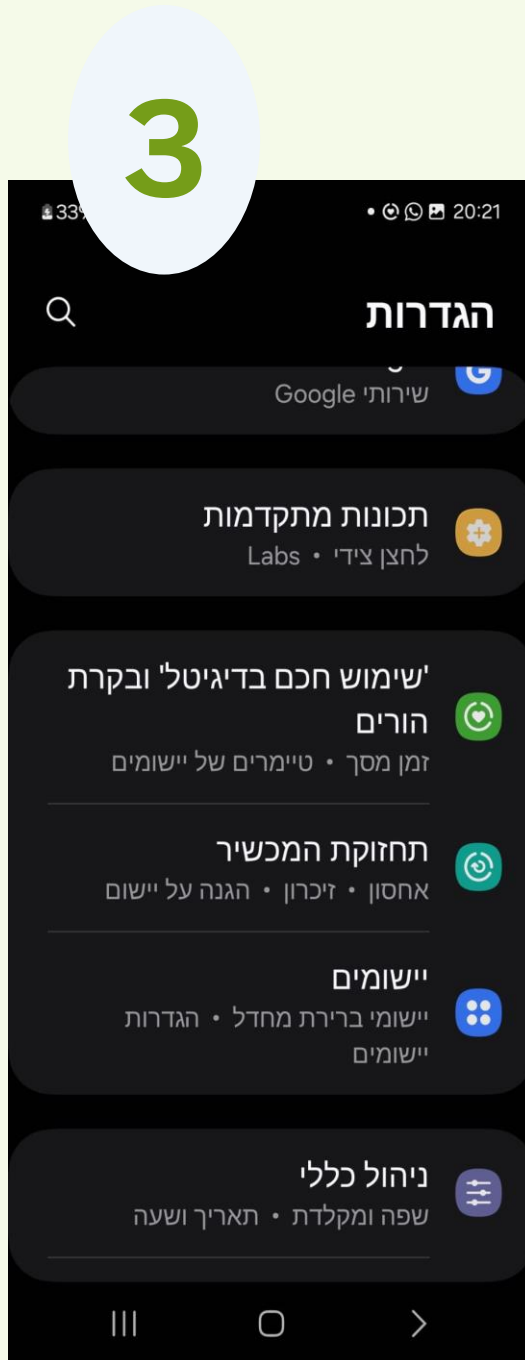 3
20:21
33%
הגדרות
שירותי Google
תכונות מתקדמות
לחצן צידי • Labs
'שימוש חכם בדיגיטל' ובקרת
הורים
זמן מסך • טיימרים של יישומים
תחזוקת המכשיר
אחסון • זיכרון • הגנה על יישום
יישומים
יישומי ברירת מחדל • הגדרות
יישומים
ניהול כללי
שפה ומקלדת • תאריך ושעה